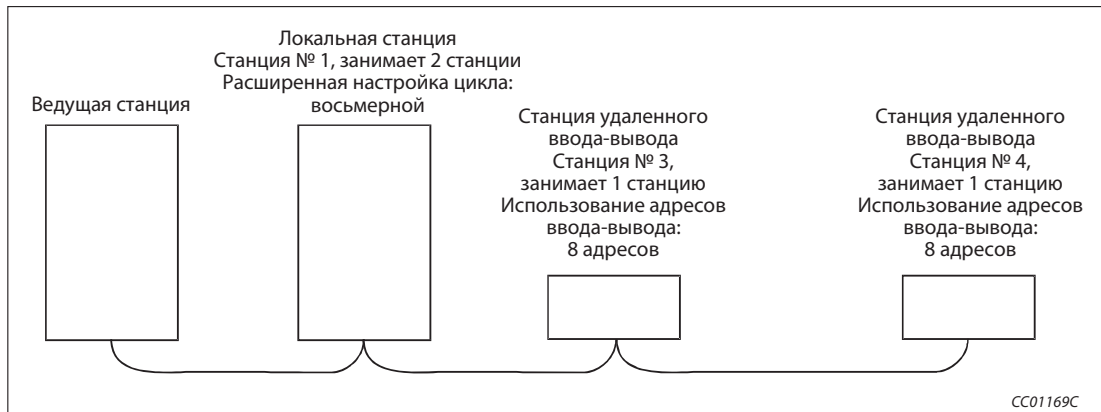 Ведущая станция
Локальная станция
Станция № 1, занимает 2 станции
Расширенная настройка цикла:
восьмерной
Станция удаленного
ввода-вывода
Станция № 3,
занимает 1 станцию
Использование адресов
ввода-вывода:
8 адресов
Станция удаленного
ввода-вывода
Станция № 4,
занимает 1 станцию
Использование адресов
ввода-вывода:
8 адресов
CC01169C